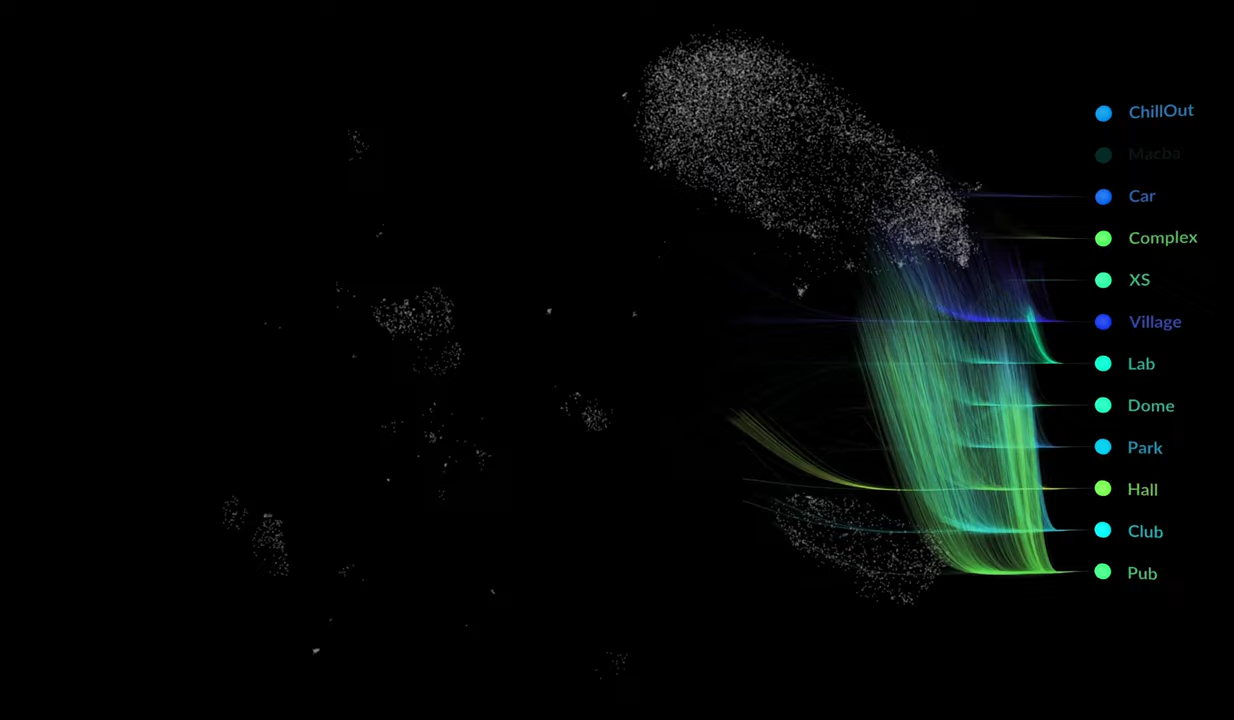 ChillOut
Macba
Car
Complex
XS
Village
Lab
Dome
Park
Hall
Club
Pub